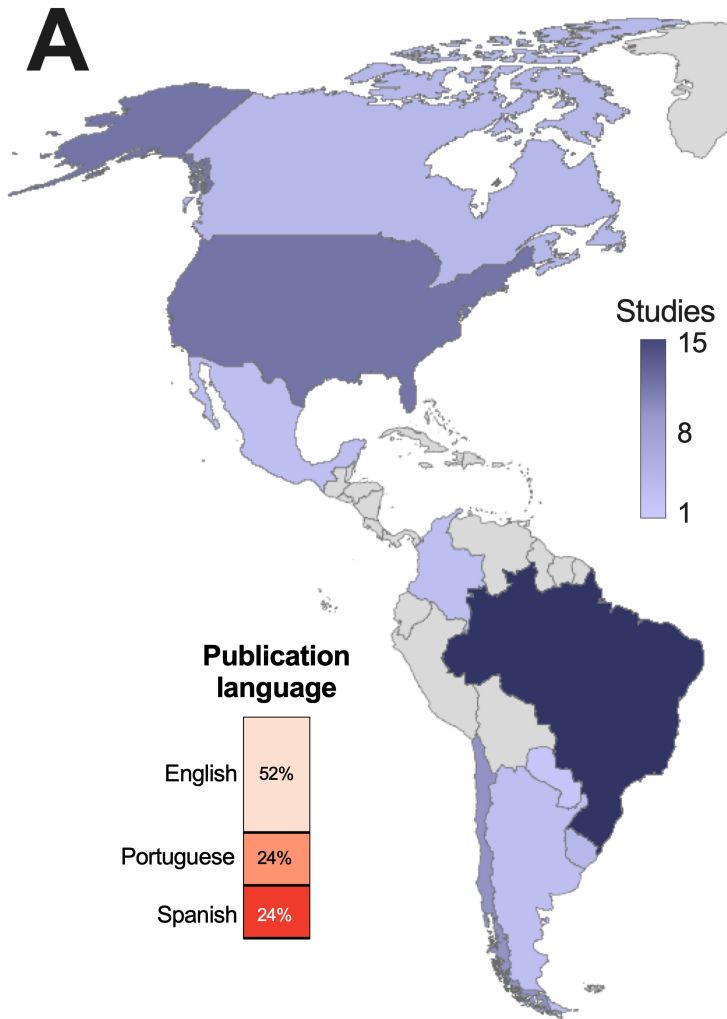 A
Studies
15
8
1
Publication
language
English 52%
Portuguese 24%
Spanish 24%